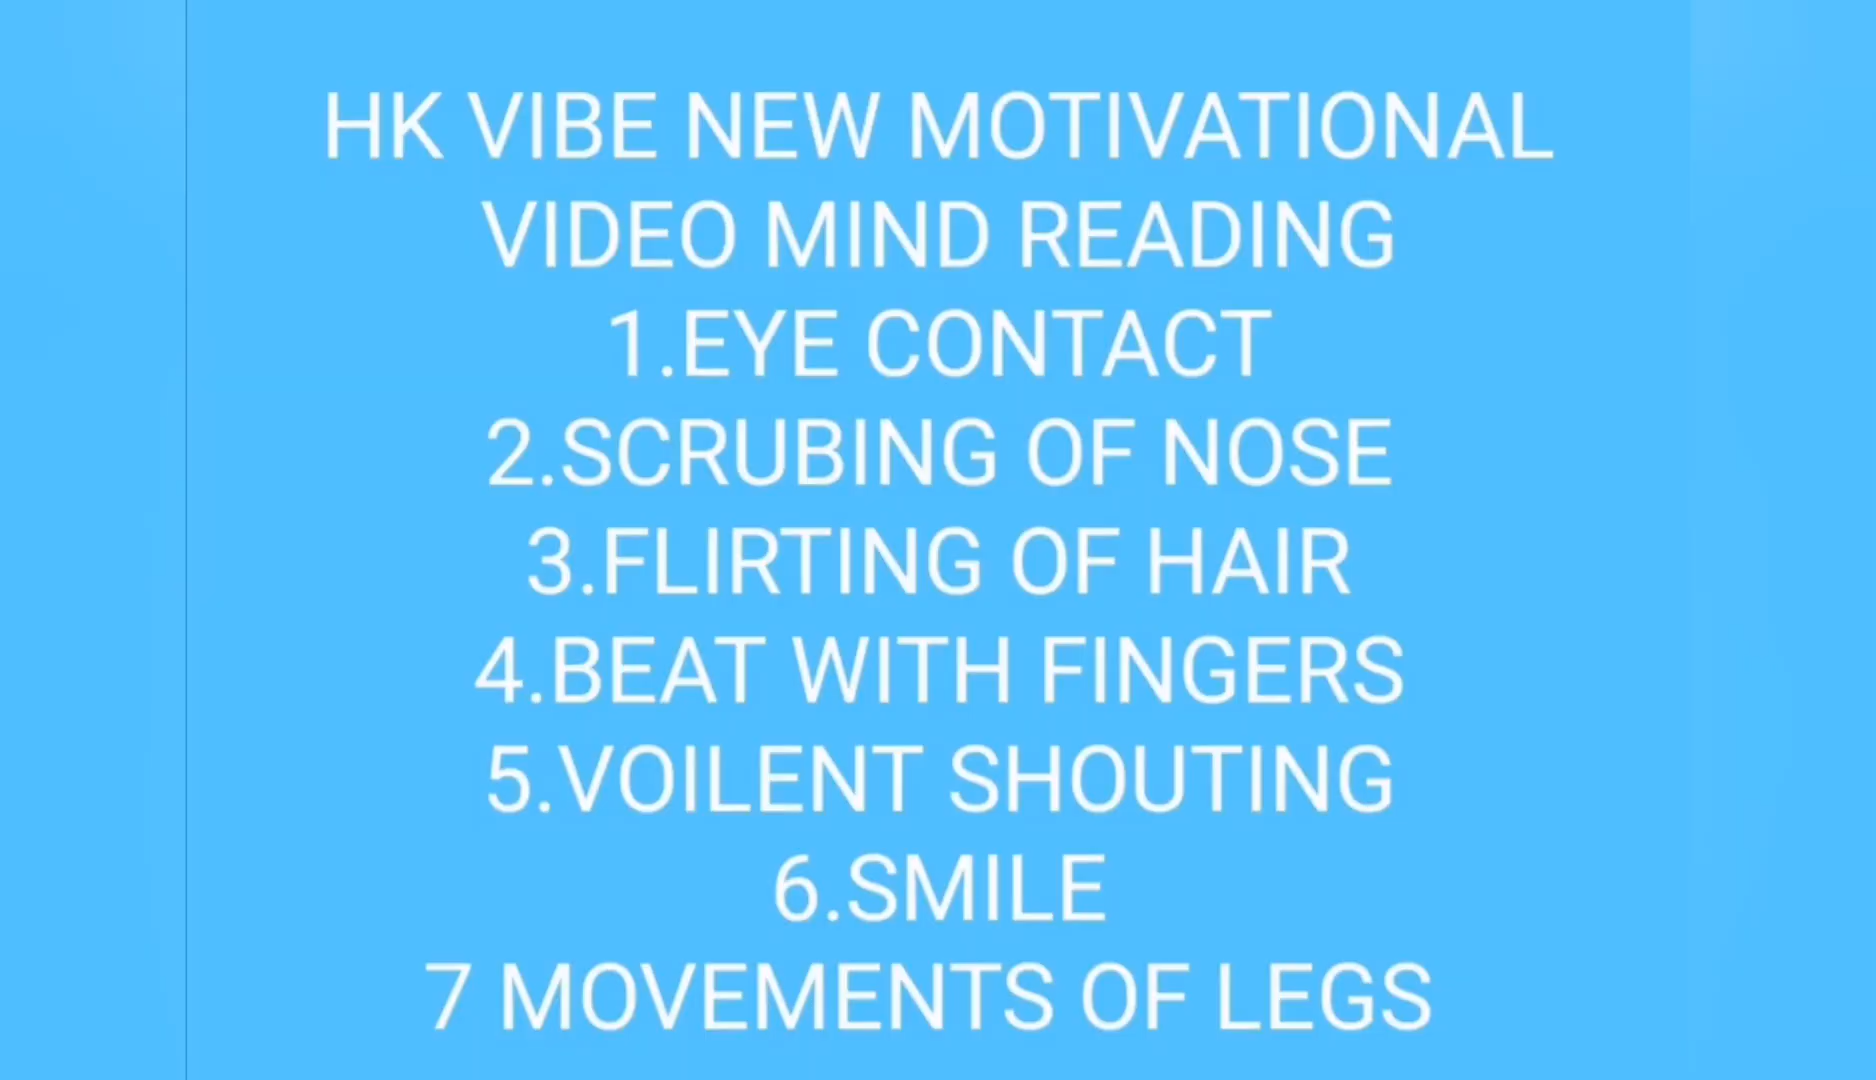 HK VIBE NEW MOTIVATIONAL
VIDEO MIND READING
1.EYE CONTACT
2.SCRUBING OF NOSE
3.FLIRTING OF HAIR
4.BEAT WITH FINGERS
5.VOILENT SHOUTING
6.SMILE
7 MOVEMENTS OF LEGS